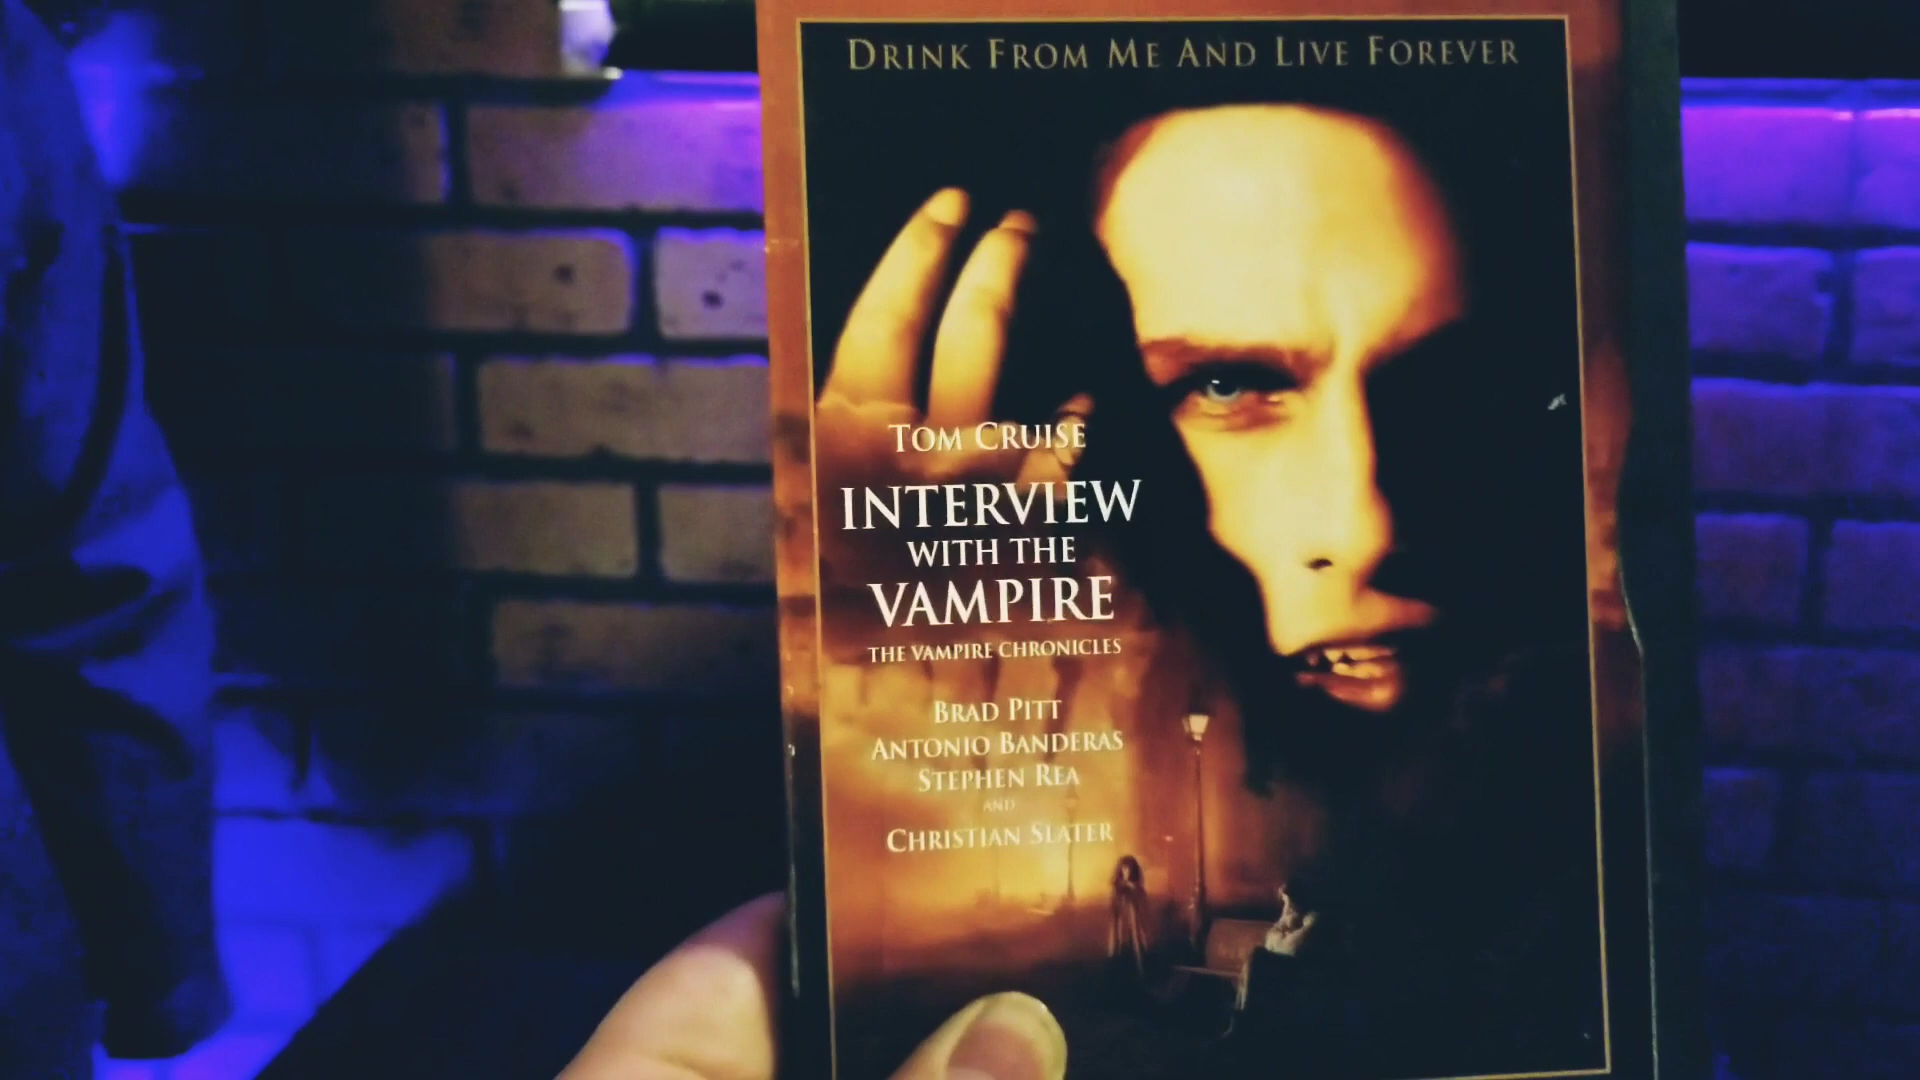 DRINK FROM ME AND LIVE FOREVER
TOM CRUISE
INTERVIEW
WITH THE
VAMPIRE
THE VAMPIRE CHRONICLES
BRAD PITT
ANTONIO BANDERAS
STEPHEN REA
AND
CHRISTIAN SLATER